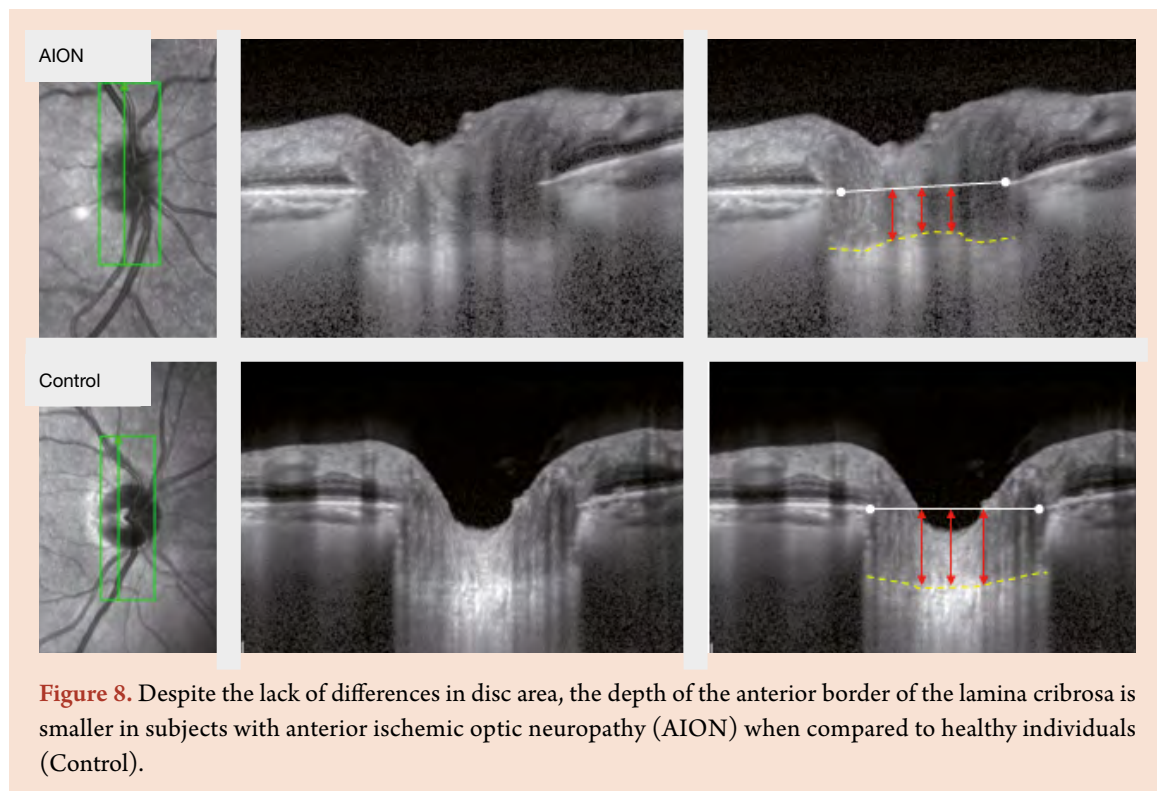 AION
Control
Figure 8. Despite the lack of differences in disc area, the depth of the anterior border of the lamina cribrosa is
smaller in subjects with anterior ischemic optic neuropathy (AION) when compared to healthy individuals
(Control).